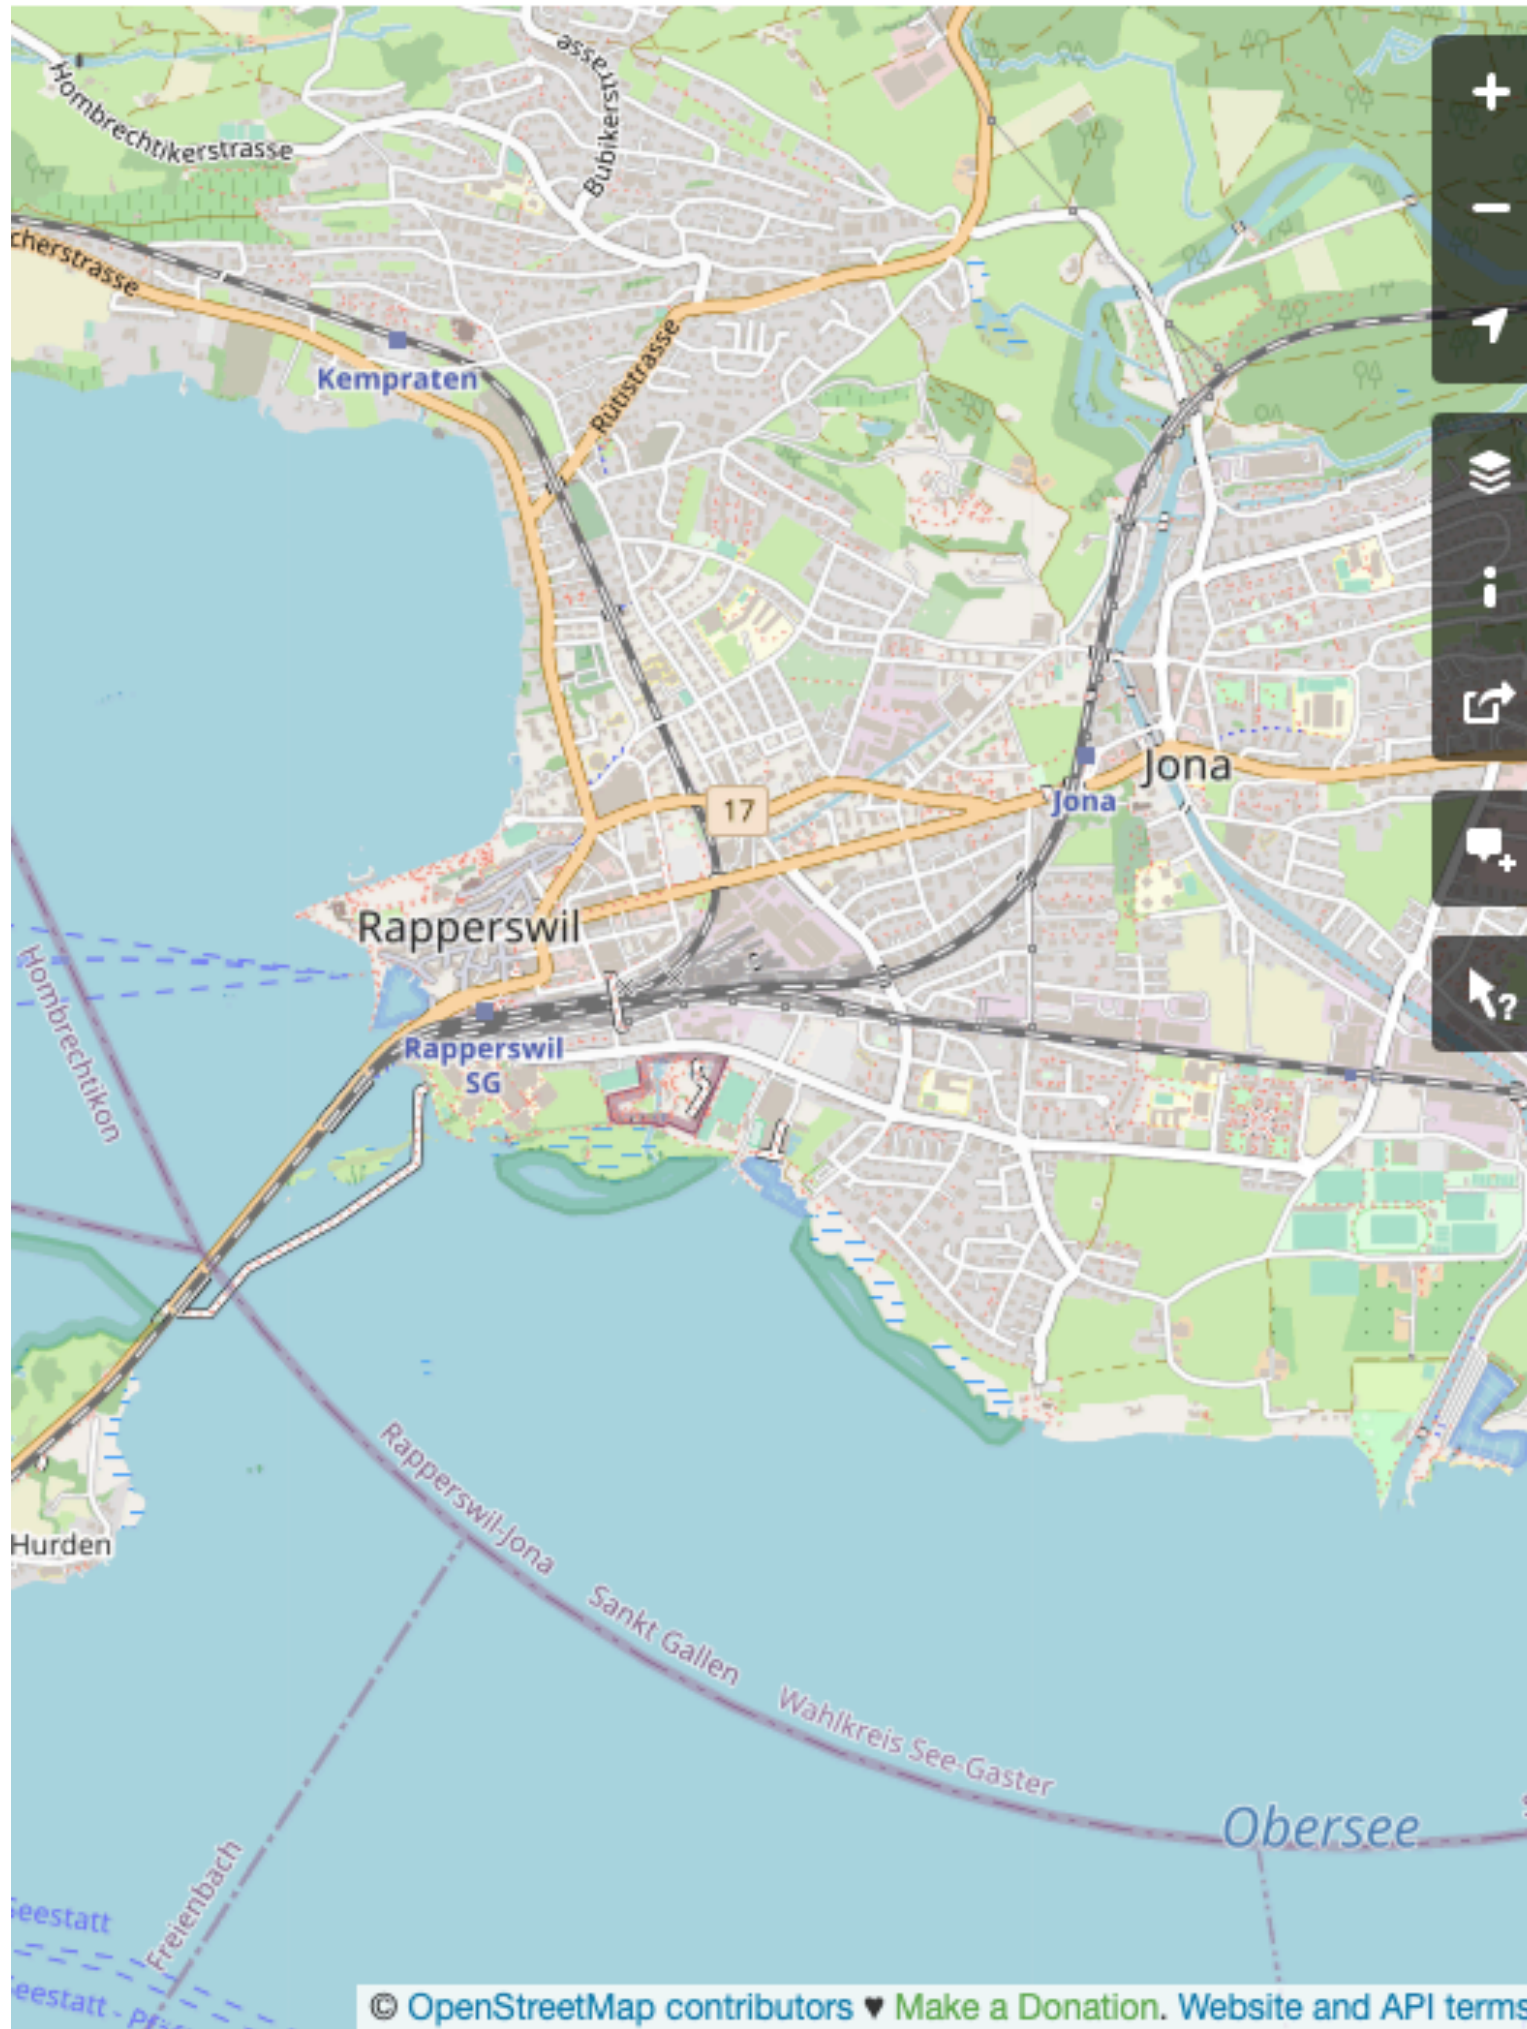 Hombrechtikerstrasse
asse
Bubikerstrasse
cherstrasse
Kempraten
Rütistrasse
17
Jona
Jona
Rapperswil
Rapperswil
SG
Hombrechtikon
Hurden
Rapperswil-Jona
Sankt Gallen
Wahlkreis See-Gaster
Obersee
Freienbach
Seestatt
© OpenStreetMap contributors ♥ Make a Donation. Website and API terms